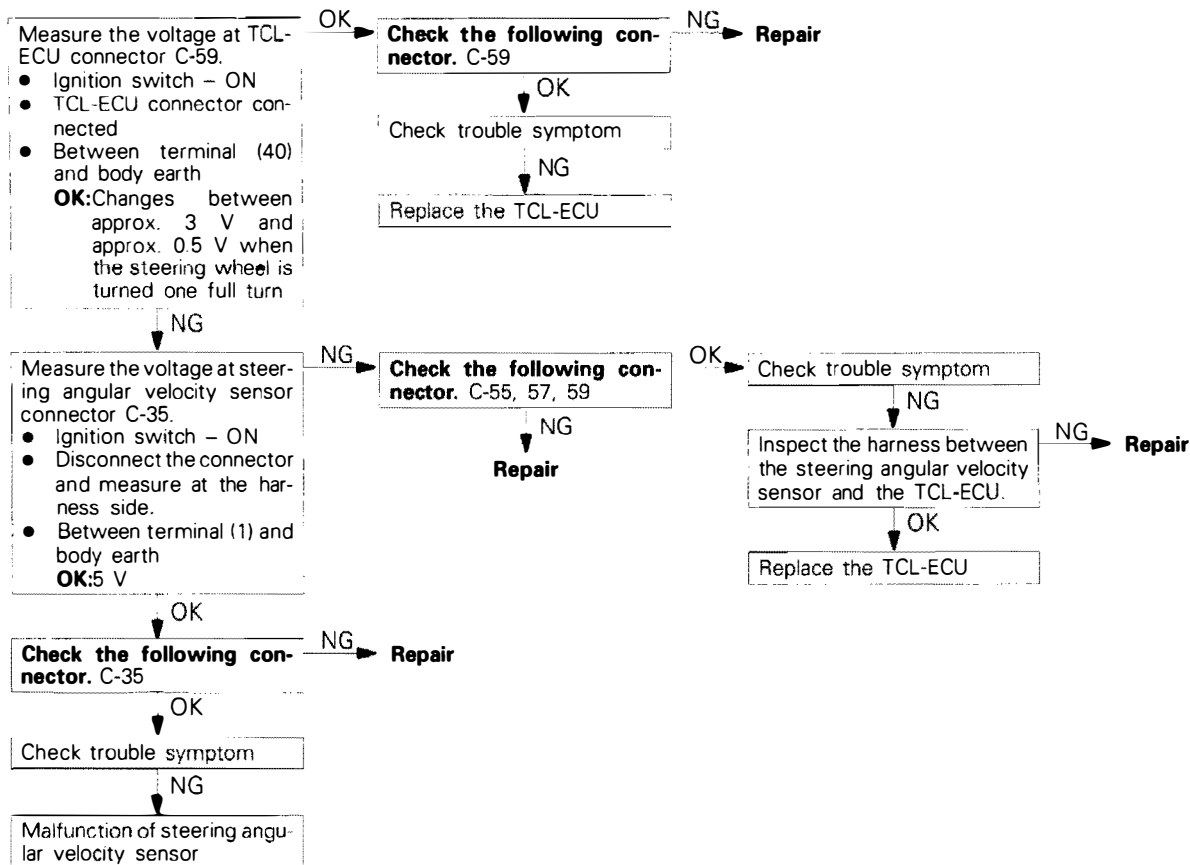 Measure the voltage at TCL-
ECU connector C-59.
● Ignition switch – ON
● TCL-ECU connector con-
nected
● Between terminal (40)
and body earth
OK:Changes between
approx. 3 V and
approx. 0.5 V when
the steering wheel is
turned one full turn
OK
Check the following con-
nector. C-59
NG
Repair
OK
Check trouble symptom
NG
Replace the TCL-ECU
NG
Measure the voltage at steer-
ing angular velocity sensor
connector C-35.
● Ignition switch – ON
● Disconnect the connector
and measure at the har-
ness side.
● Between terminal (1) and
body earth
OK:5 V
NG
Check the following con-
nector. C-55, 57, 59
NG
Repair
OK
Check trouble symptom
NG
Inspect the harness between
the steering angular velocity
sensor and the TCL-ECU.
NG
Repair
OK
Replace the TCL-ECU
OK
Check the following con-
nector. C-35
NG
Repair
OK
Check trouble symptom
NG
Malfunction of steering angu-
lar velocity sensor